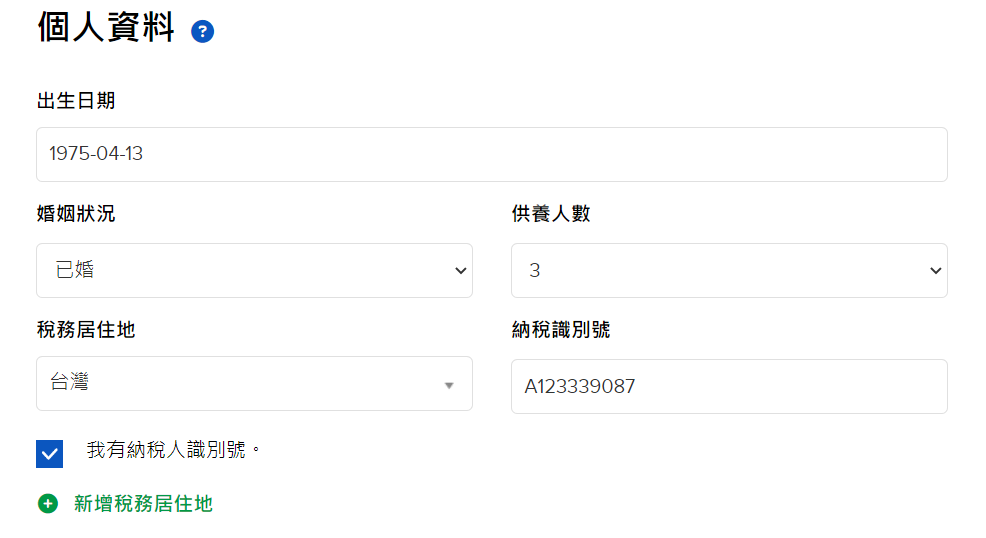 個人資料 ?
出生日期
1975-04-13
婚姻狀況
供養人數
已婚
3
稅務居住地
納稅識別號
台灣
A123339087
我有納稅人識別號。
新增稅務居住地